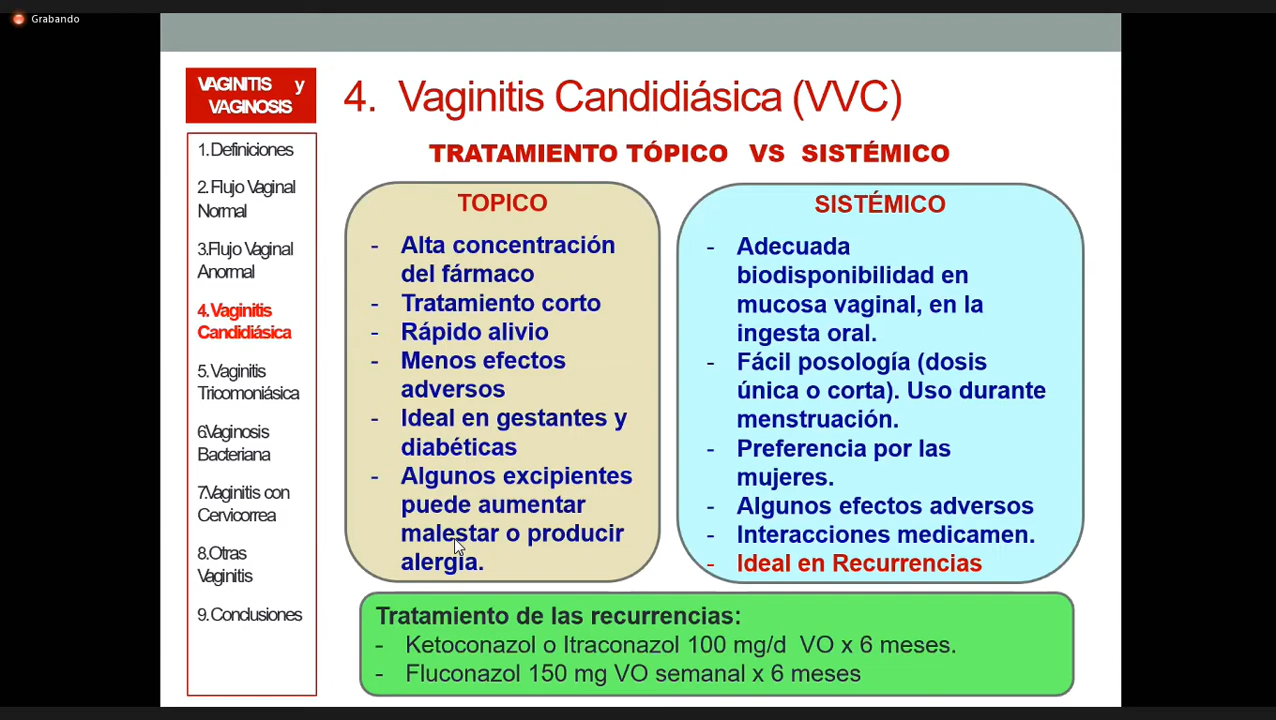 Grabando
VAGINITIS y
VAGINOSIS
1.Definiciones
2. Flujo Vaginal
Normal
3.Flujo Vaginal
Anormal
4.Vaginitis
Candidiásica
5. Vaginitis
Tricomoniásica
6.Vaginosis
Bacteriana
7.Vaginitis con
Cervicorrea
8.Otras
Vaginitis
9.Conclusiones
4. Vaginitis Candidiásica (VVC)
TRATAMIENTO TÓPICO VS SISTÉMICO
TOPICO
- Alta concentración
del fármaco
- Tratamiento corto
- Rápido alivio
- Menos efectos
adversos
- Ideal en gestantes y
diabéticas
- Algunos excipientes
puede aumentar
malestar o producir
alergia.
SISTÉMICO
- Adecuada
biodisponibilidad en
mucosa vaginal, en la
ingesta oral.
- Fácil posología (dosis
única o corta). Uso durante
menstruación.
- Preferencia por las
mujeres.
- Algunos efectos adversos
- Interacciones medicamen.
- Ideal en Recurrencias
Tratamiento de las recurrencias:
- Ketoconazol o Itraconazol 100 mg/d VO x 6 meses.
- Fluconazol 150 mg VO semanal x 6 meses